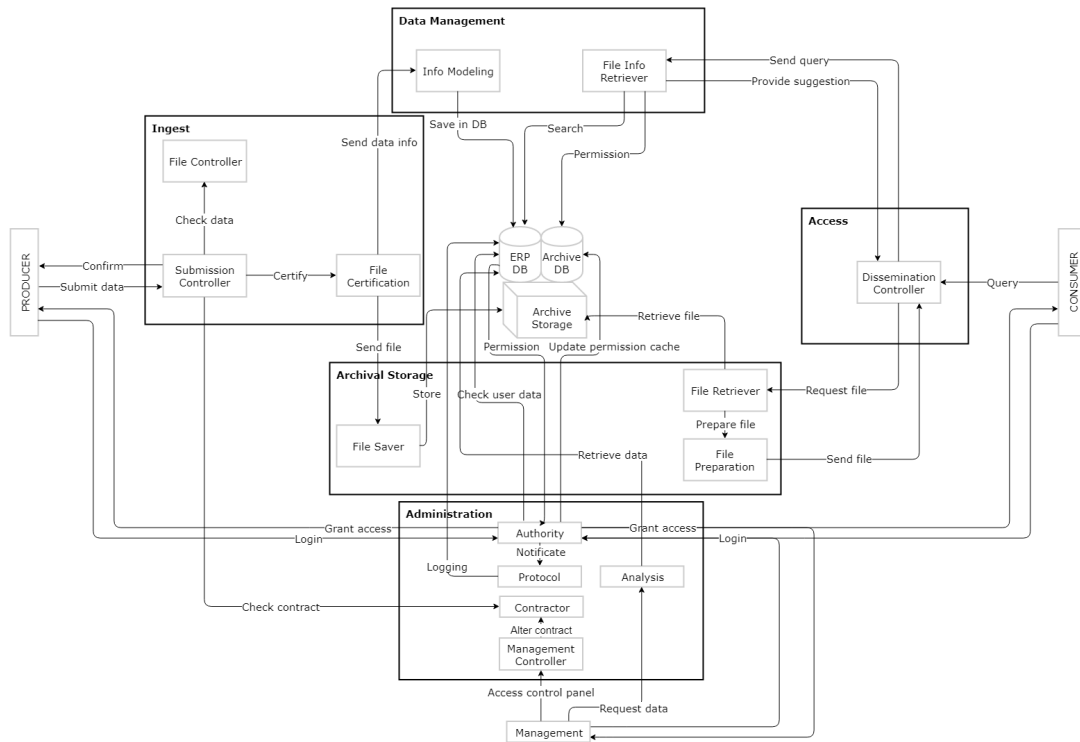 Data Management
Info Modeling
File Info
Retriever
Send query
Provide suggestion
Save in DB
Search
Permission
Ingest
File Controller
Send data info
Check data
Submission
Controller
Certify
File
Certification
PRODUCER
Confirm
Submit data
ERP
DB
Archive
DB
Archive
Storage
Access
Dissemination
Controller
Query
CONSUMER
Send file
Permission
Update permission cache
Retrieve file
Archival Storage
Store
Check user data
File Saver
Retrieve data
File Retriever
Prepare file
File
Preparation
Request file
Send file
Administration
Grant access
Login
Authority
Grant access
Login
Notificate
Logging
Protocol
Analysis
Check contract
Contractor
Alter contract
Management
Controller
Access control panel
Request data
Management